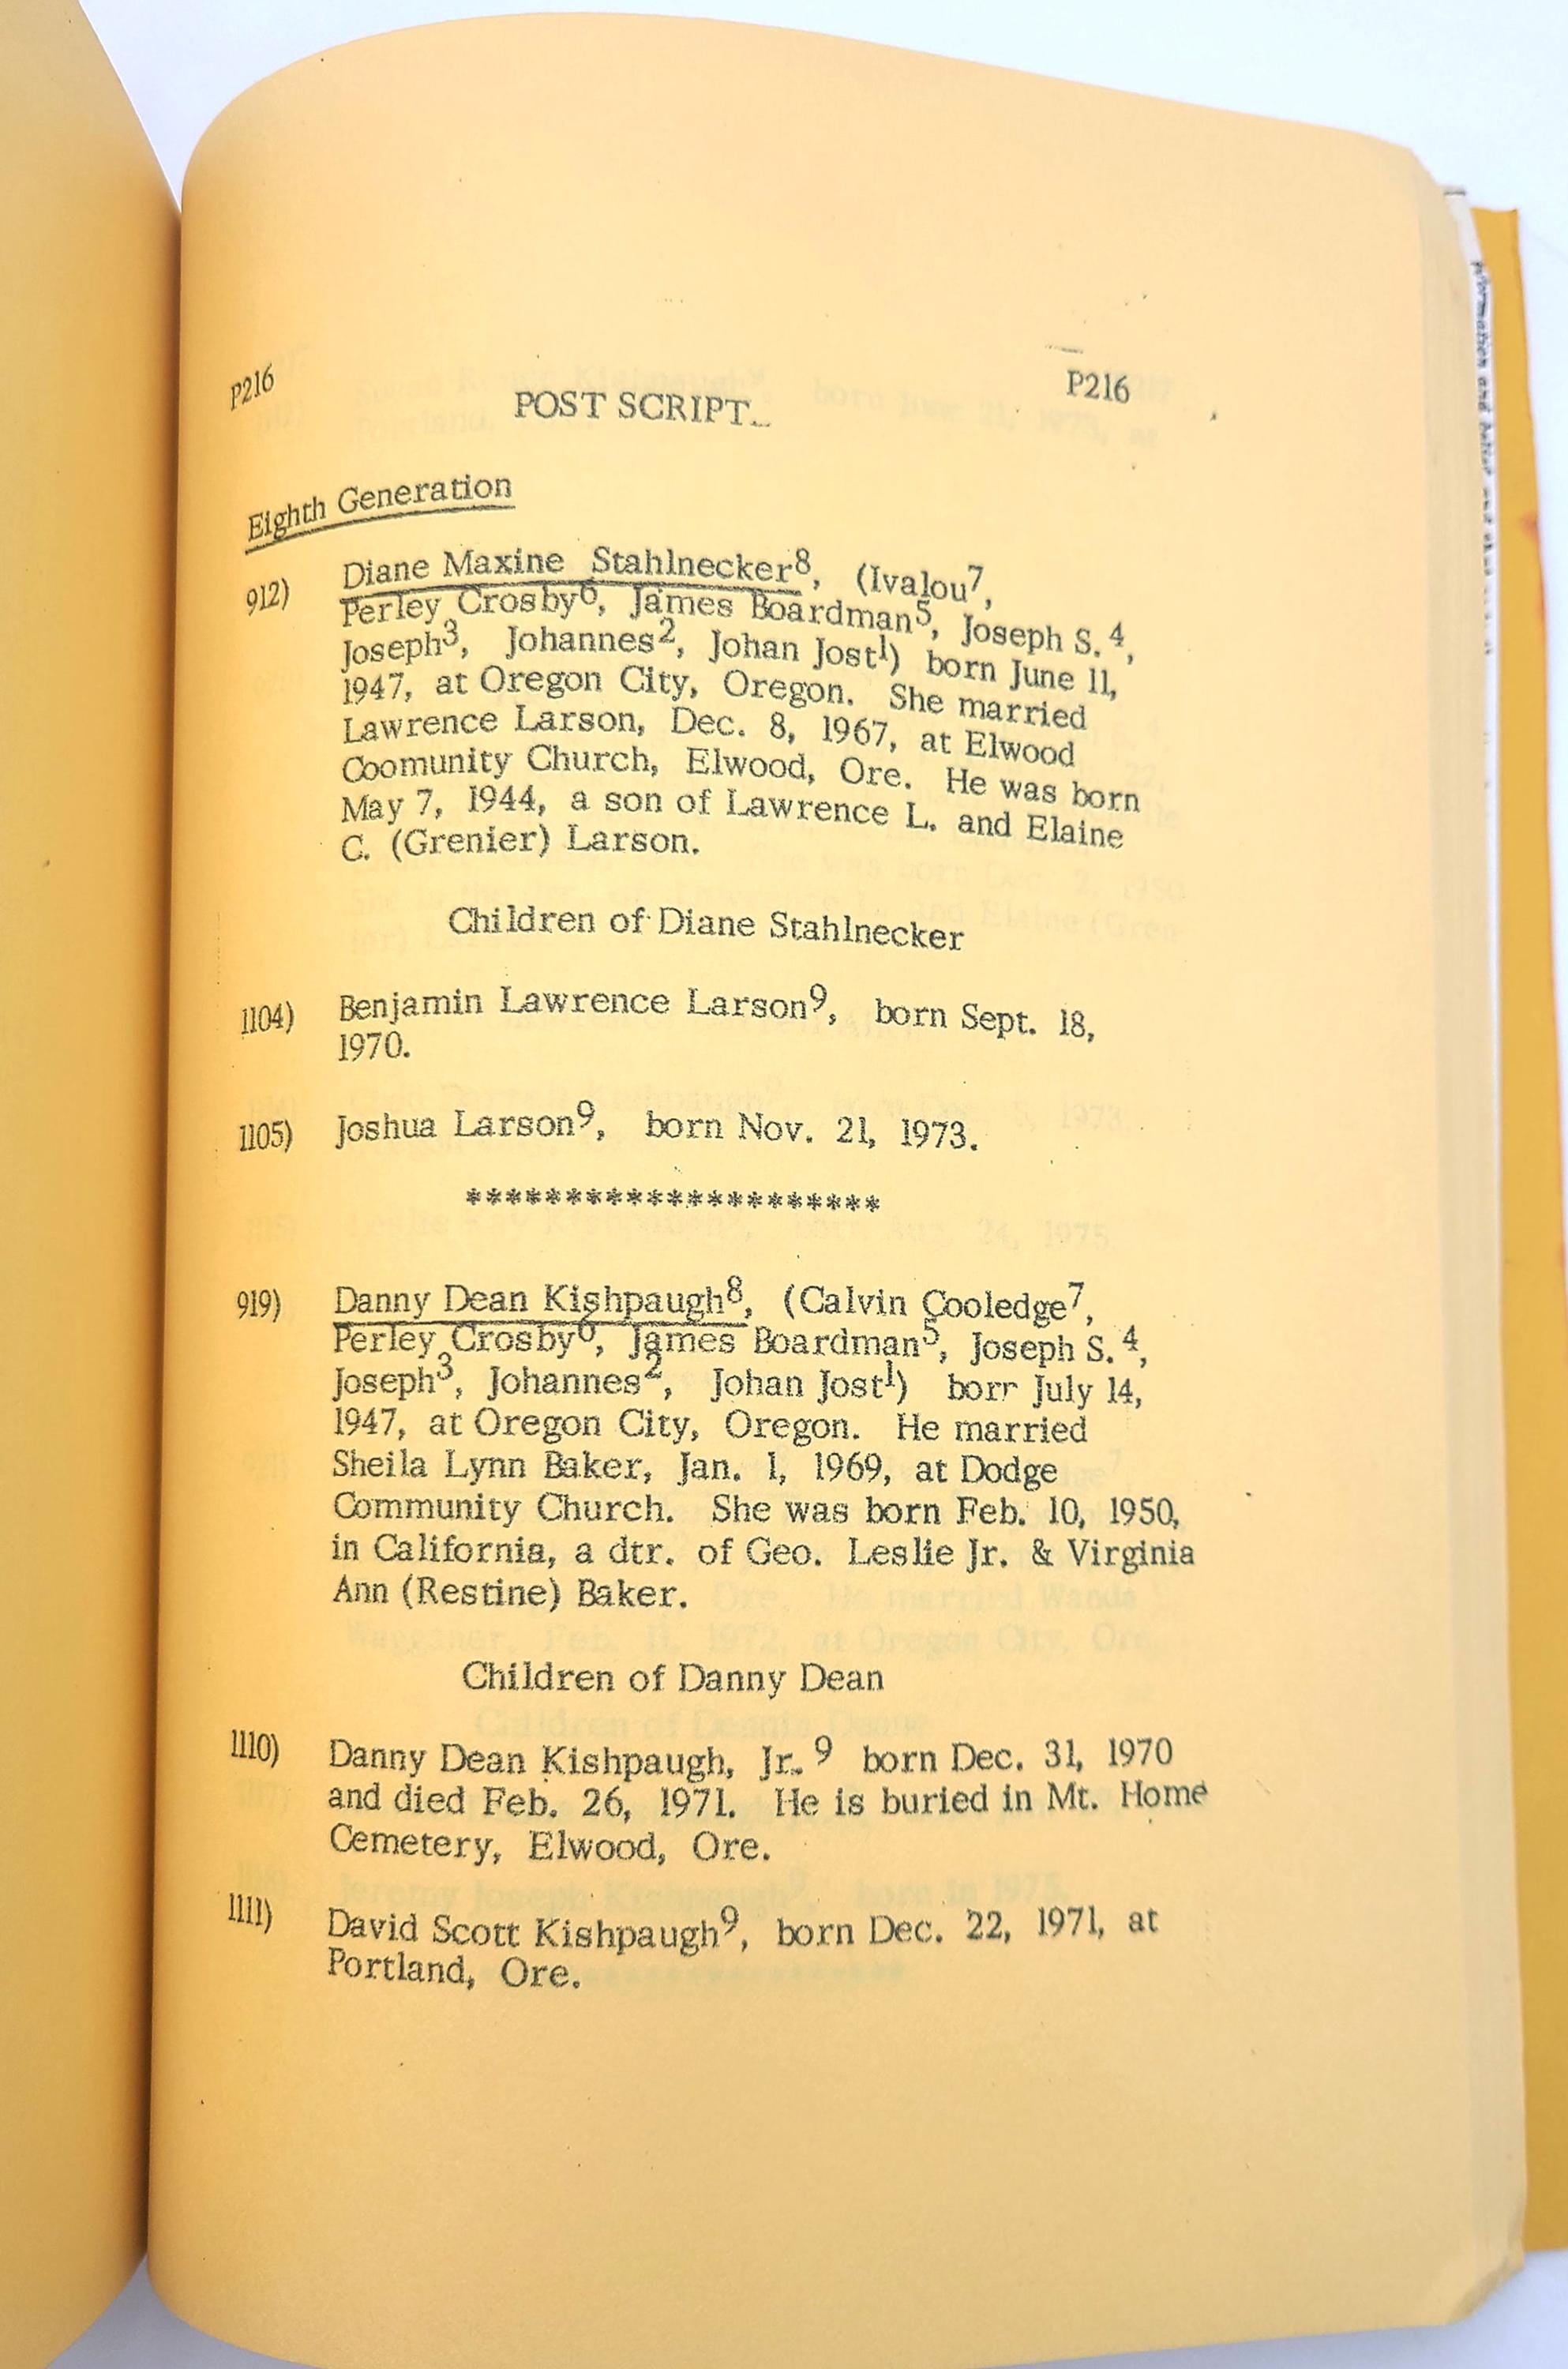 P216 POST SCRIPT P216
Eighth Generation
912) Diane Maxine Stahlnecker8, (Ivalou7,
Perley Crosby6, James Boardman5, Joseph S.4,
Joseph3, Johannes2, Johan Jost1) born June 11,
1947, at Oregon City, Oregon. She married
Lawrence Larson, Dec. 8, 1967, at Elwood
Coomunity Church, Elwood, Ore. He was born
May 7, 1944, a son of Lawrence L. and Elaine
C. (Grenier) Larson.
Children of Diane Stahlnecker
1104) Benjamin Lawrence Larson9, born Sept. 18,
1970.
1105) Joshua Larson9, born Nov. 21, 1973.
*********************
919) Danny Dean Kishpaugh8, (Calvin Cooledge7,
Perley Crosby6, James Boardman5, Joseph S.4,
Joseph3, Johannes2, Johan Jost1) borr July 14,
1947, at Oregon City, Oregon. He married
Sheila Lynn Baker, Jan. 1, 1969, at Dodge
Community Church. She was born Feb. 10, 1950,
in California, a dtr. of Geo. Leslie Jr. & Virginia
Ann (Restine) Baker.
Children of Danny Dean
1110) Danny Dean Kishpaugh, Jr.9 born Dec. 31, 1970
and died Feb. 26, 1971. He is buried in Mt. Home
Cemetery, Elwood, Ore.
1111) David Scott Kishpaugh9, born Dec. 22, 1971, at
Portland, Ore.